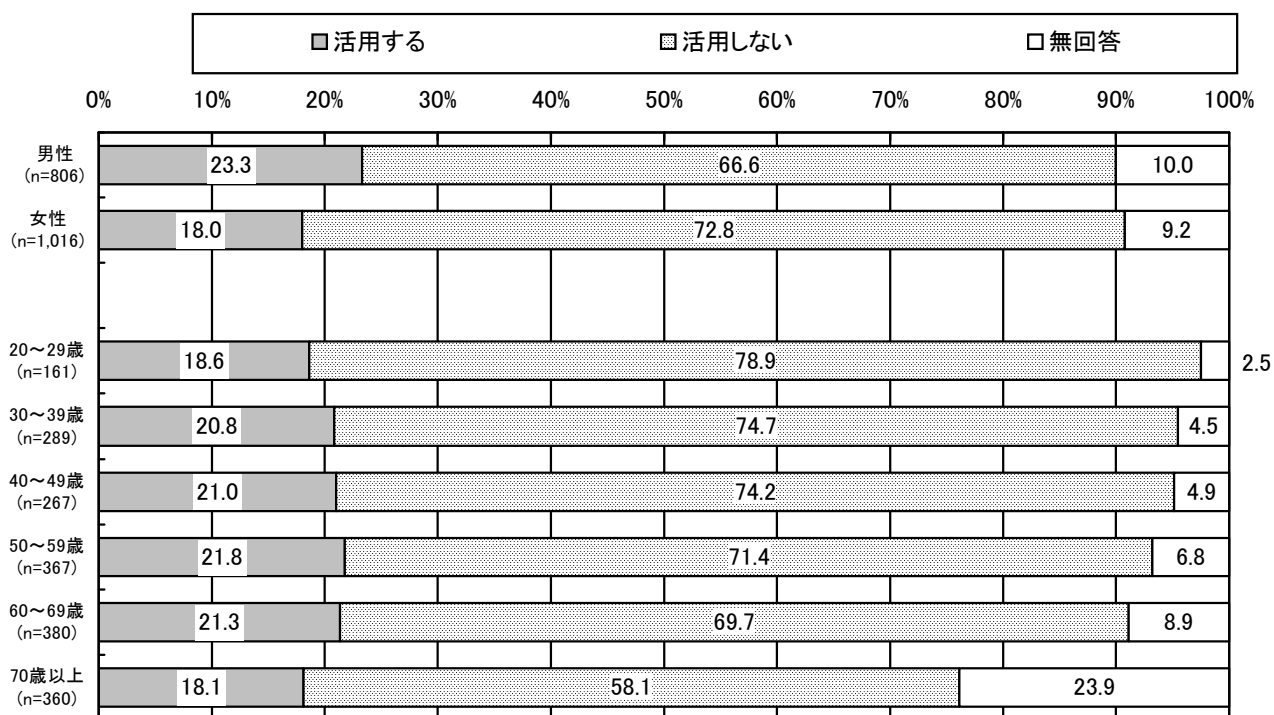 活用する 活用しない 無回答
0% 10% 20% 30% 40% 50% 60% 70% 80% 90% 100%
男性
(n=806)
23.3 66.6 10.0
女性
(n=1,016)
18.0 72.8 9.2
20～29歳
(n=161)
18.6 78.9 2.5
30～39歳
(n=289)
20.8 74.7 4.5
40～49歳
(n=267)
21.0 74.2 4.9
50～59歳
(n=367)
21.8 71.4 6.8
60～69歳
(n=380)
21.3 69.7 8.9
70歳以上
(n=360)
18.1 58.1 23.9